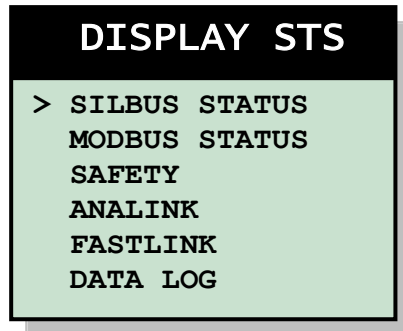 DISPLAY STS
> SILBUS STATUS
MODBUS STATUS
SAFETY
ANALINK
FASTLINK
DATA LOG